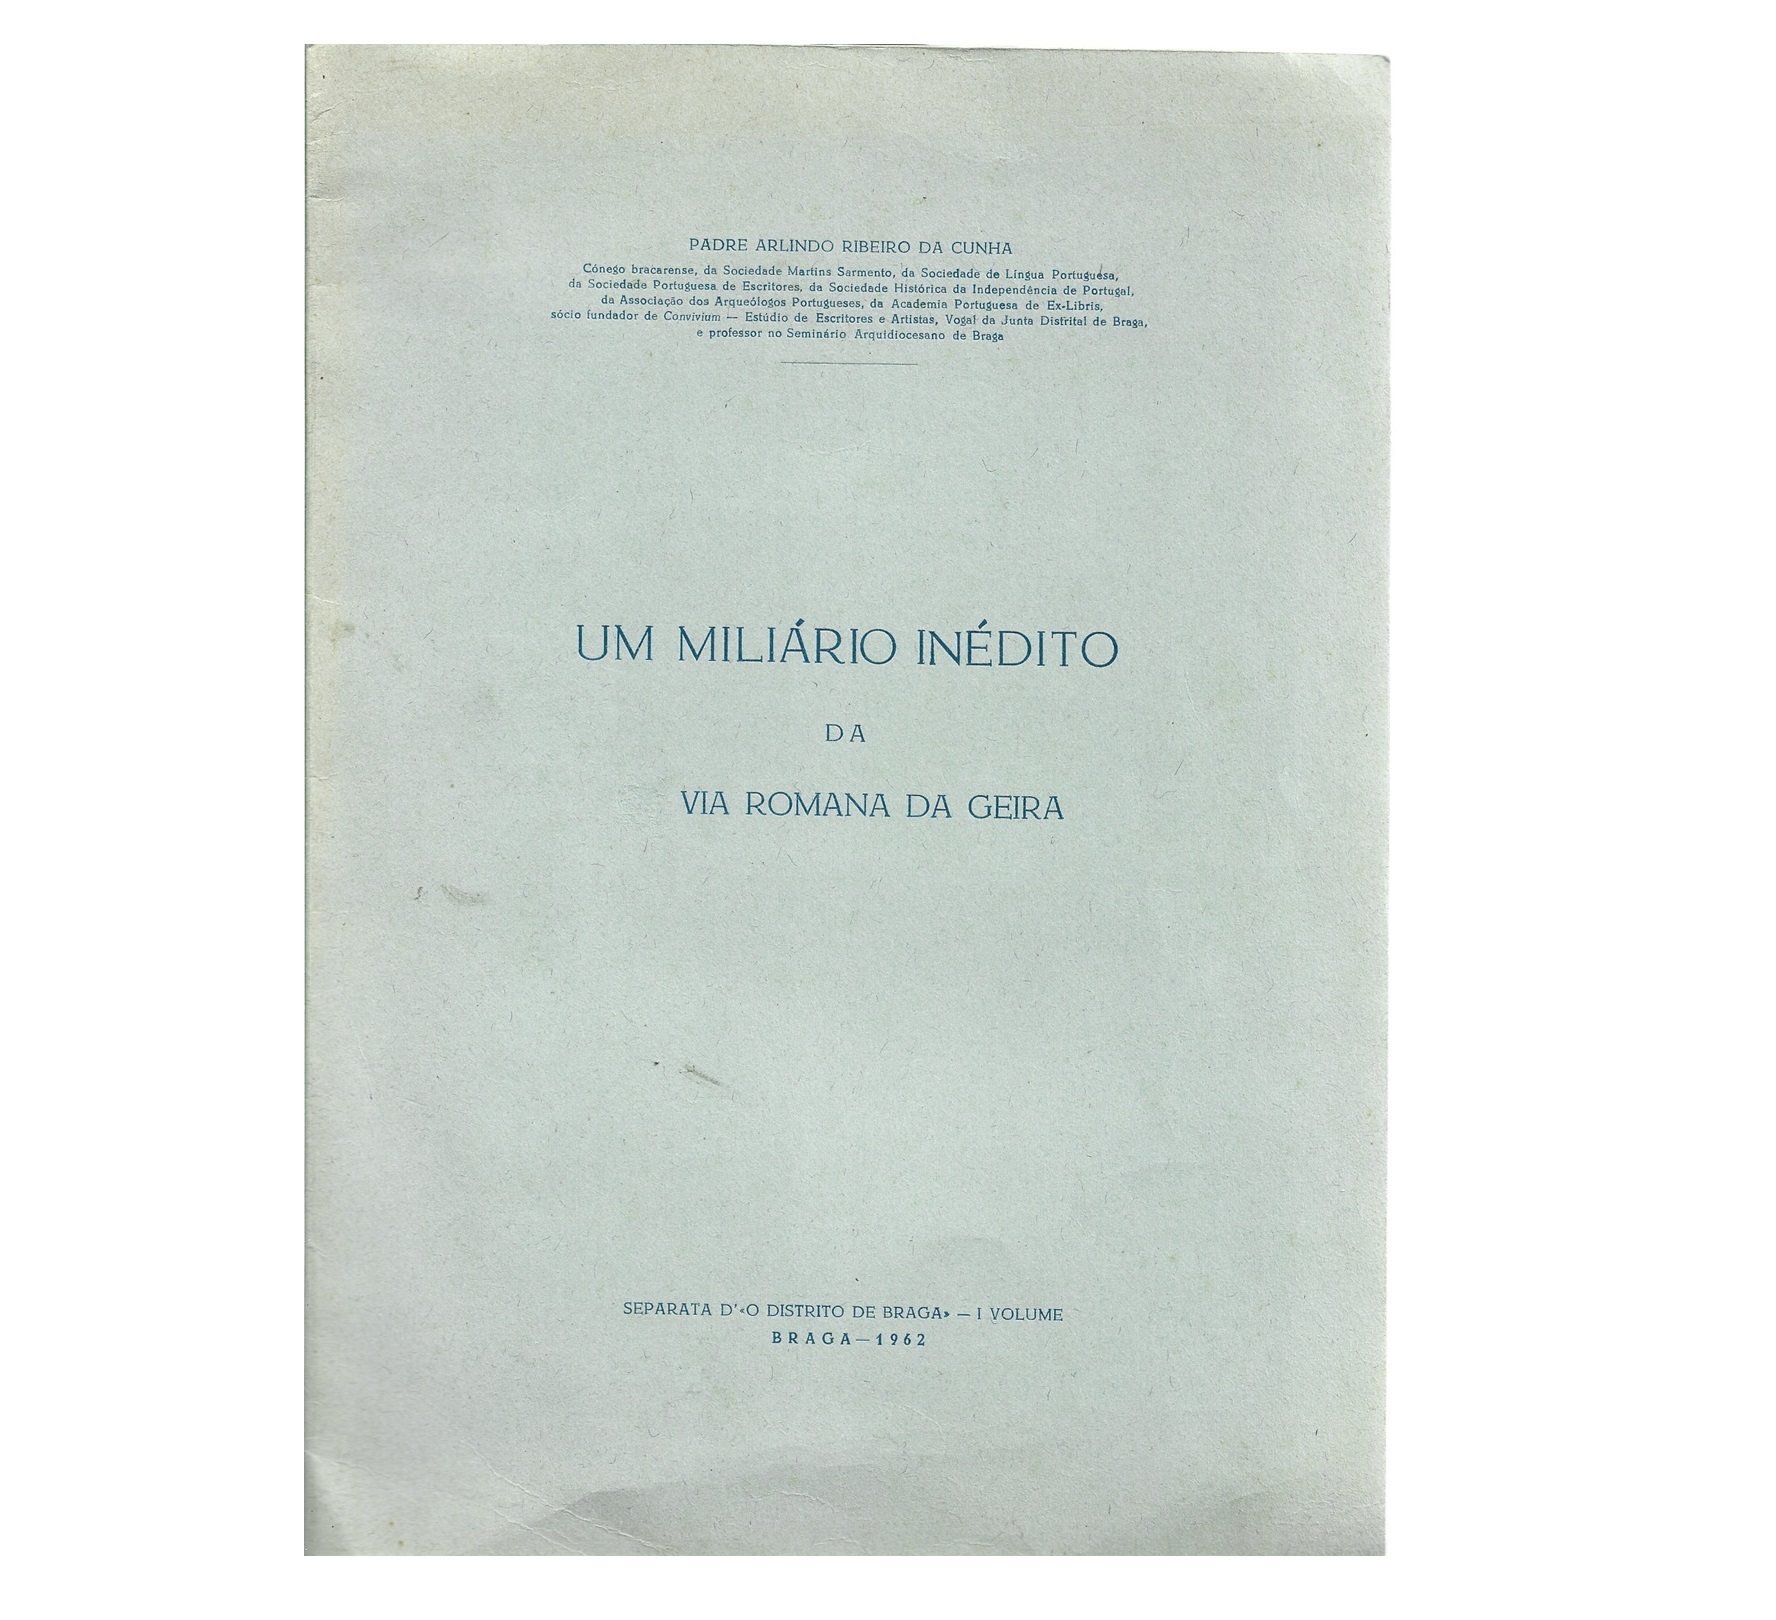 PADRE ARLINDO RIBEIRO DA CUNHA
Cónego bracarense, da Sociedade Martins Sarmento, da Sociedade de Língua Portuguesa,
da Sociedade Portuguesa de Escritores, da Sociedade Histórica da Independência de Portugal,
da Associação dos Arqueólogos Portugueses, da Academia Portuguesa de Ex-Libris,
sócio fundador de Convivium — Estúdio de Escritores e Artistas, Vogal da Junta Distrital de Braga,
e professor no Seminário Arquidiocesano de Braga
UM MILIÁRIO INÉDITO
DA
VIA ROMANA DA GEIRA
SEPARATA D'«O DISTRITO DE BRAGA» — I VOLUME
BRAGA—1962